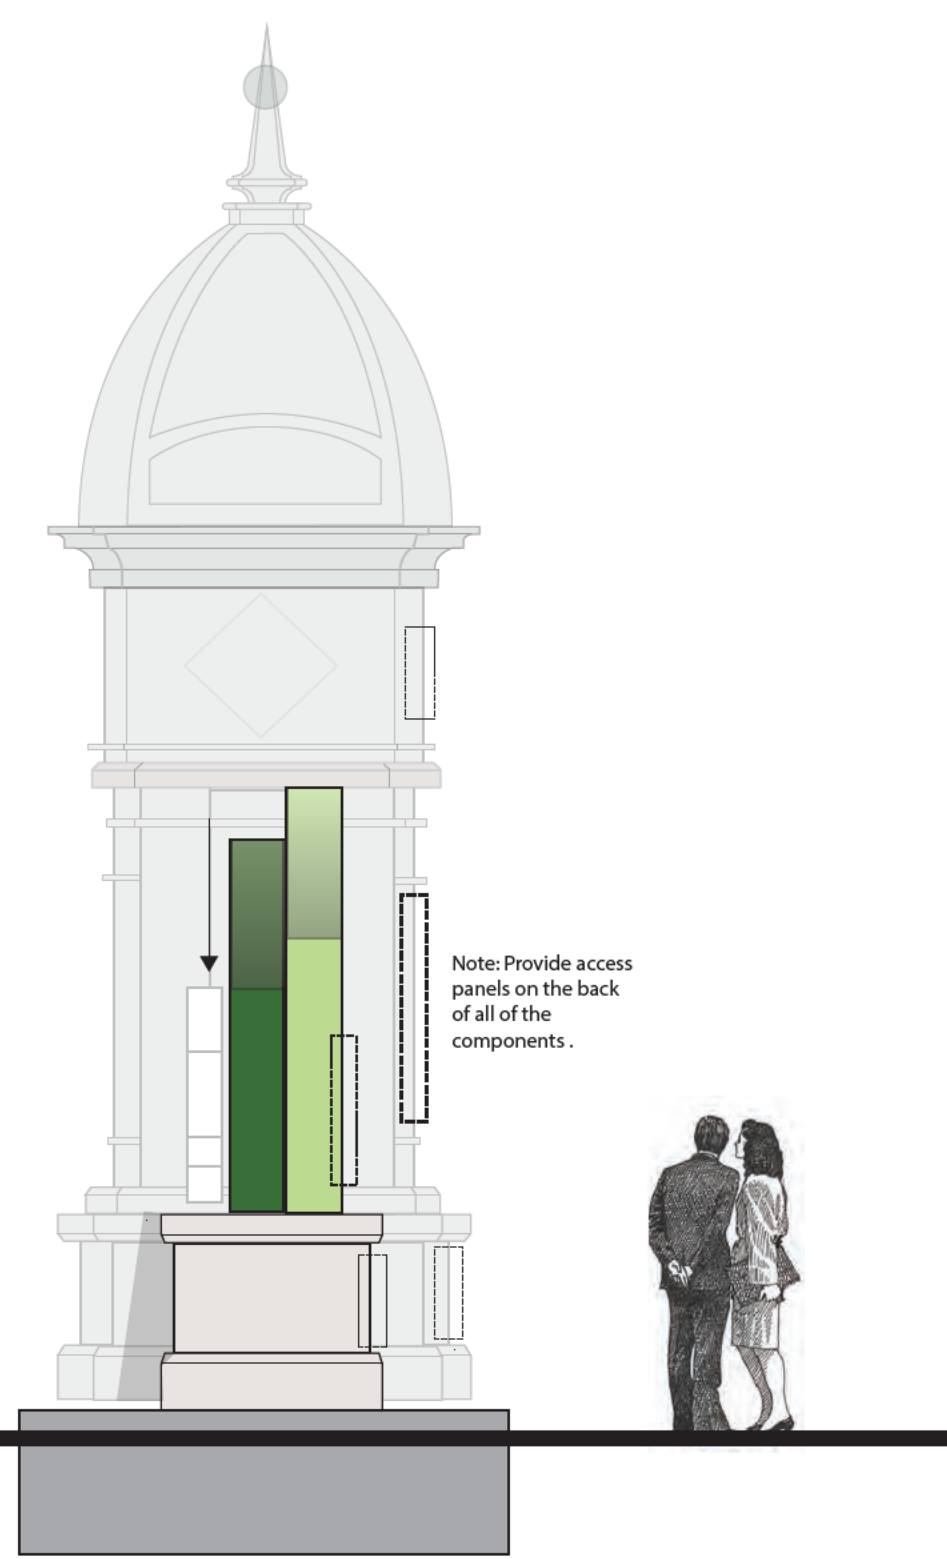 Note: Provide access
panels on the back
of all of the
components .